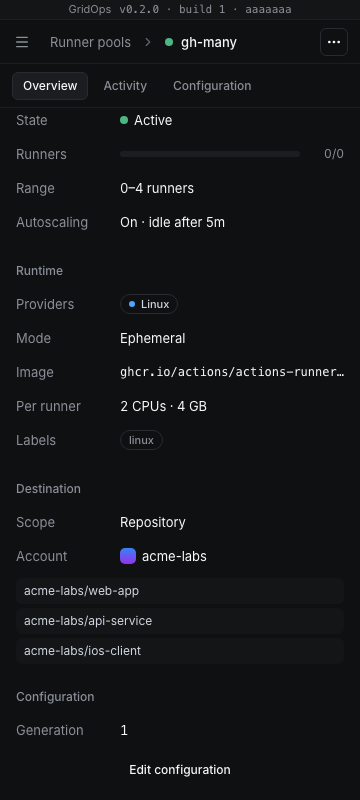 GridOps v0.2.0 · build 1 · aaaaaaa
Runner pools > gh-many
Overview Activity Configuration
State Active
Runners 0/0
Range 0–4 runners
Autoscaling On · idle after 5m
Runtime
Providers Linux
Mode Ephemeral
Image ghcr.io/actions/actions-runner…
Per runner 2 CPUs · 4 GB
Labels linux
Destination
Scope Repository
Account acme-labs
acme-labs/web-app
acme-labs/api-service
acme-labs/ios-client
Configuration
Generation 1
Edit configuration